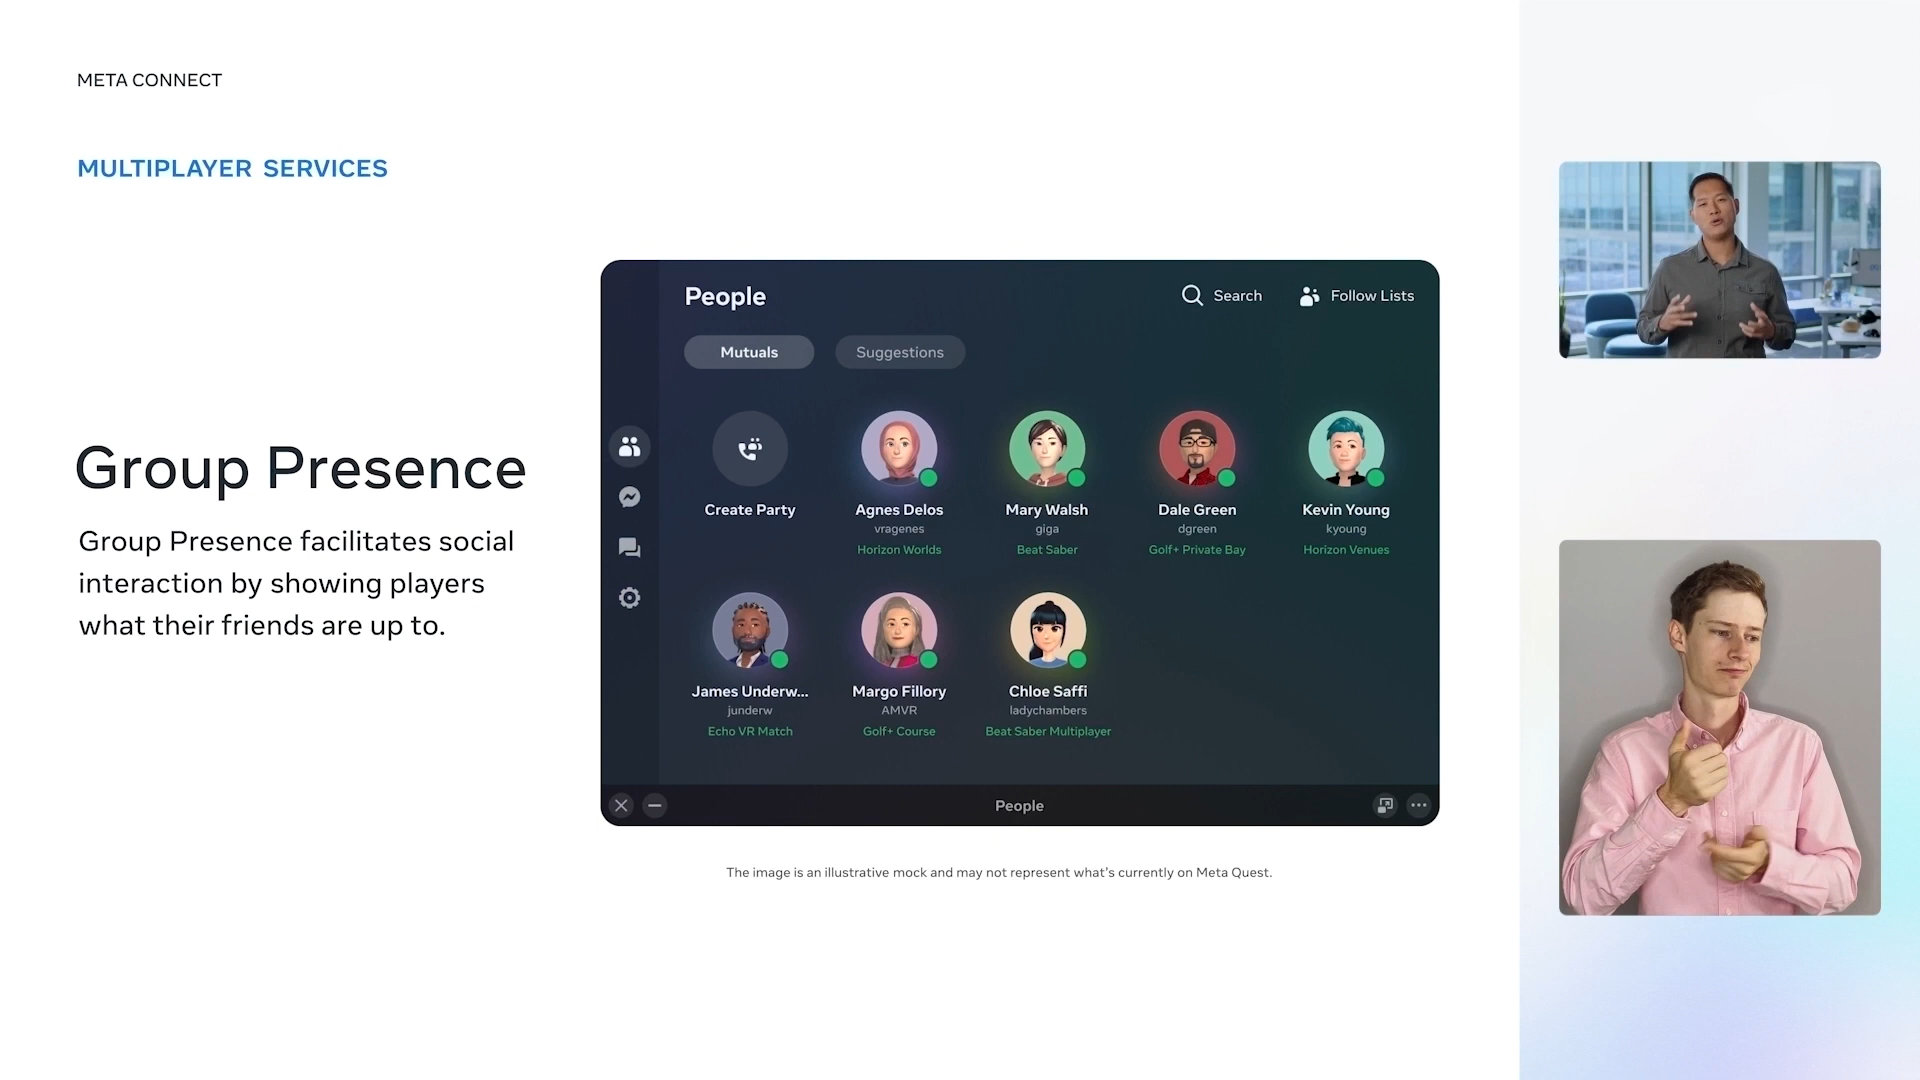 META CONNECT
MULTIPLAYER SERVICES
Group Presence
Group Presence facilitates social
interaction by showing players
what their friends are up to.
People
Search
Follow Lists
Mutuals
Suggestions
Create Party
Agnes Delos
vragenes
Horizon Worlds
Mary Walsh
giga
Beat Saber
Dale Green
dgreen
Golf+ Private Bay
Kevin Young
kyoung
Horizon Venues
James Underw...
junderw
Echo VR Match
Margo Fillory
AMVR
Golf+ Course
Chloe Saffi
ladychambers
Beat Saber Multiplayer
People
The image is an illustrative mock and may not represent what's currently on Meta Quest.